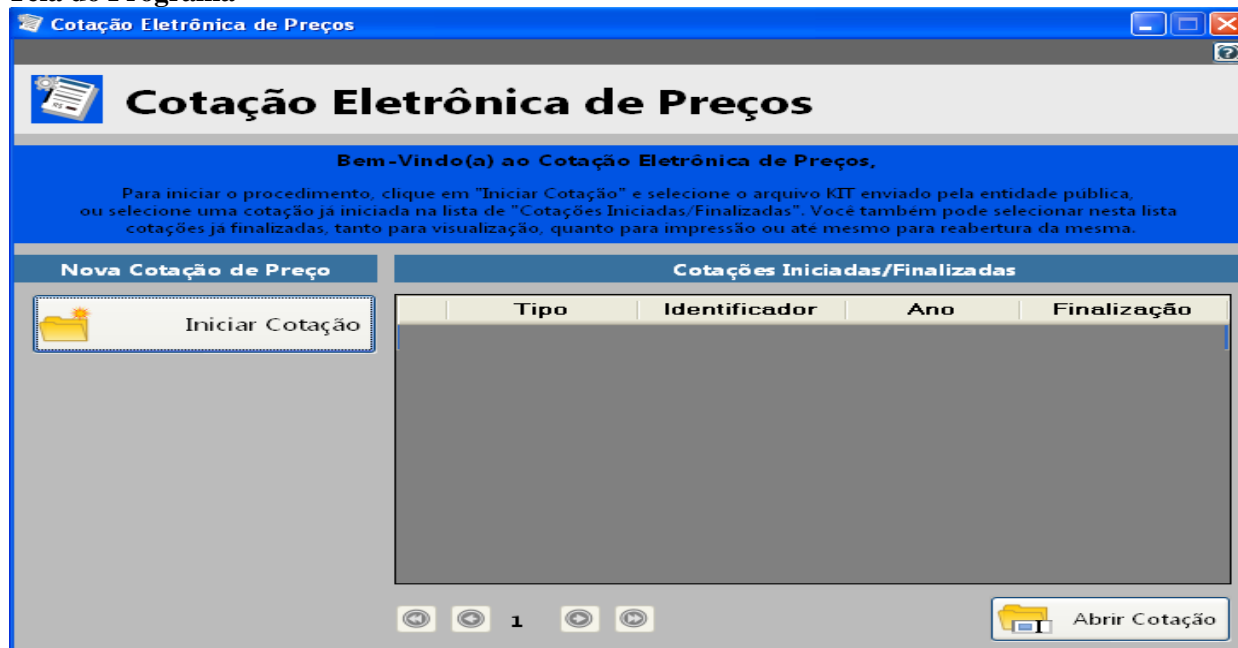 Tela do Programa
Cotação Eletrônica de Preços
Cotação Eletrônica de Preços
Bem-Vindo(a) ao Cotação Eletrônica de Preços,
Para iniciar o procedimento, clique em "Iniciar Cotação" e selecione o arquivo KIT enviado pela entidade pública,
ou selecione uma cotação já iniciada na lista de "Cotações Iniciadas/Finalizadas". Você também pode selecionar nesta lista
cotações já finalizadas, tanto para visualização, quanto para impressão ou até mesmo para reabertura da mesma.
Nova Cotação de Preço
Cotações Iniciadas/Finalizadas
Iniciar Cotação
Tipo Identificador Ano Finalização
1
Abrir Cotação